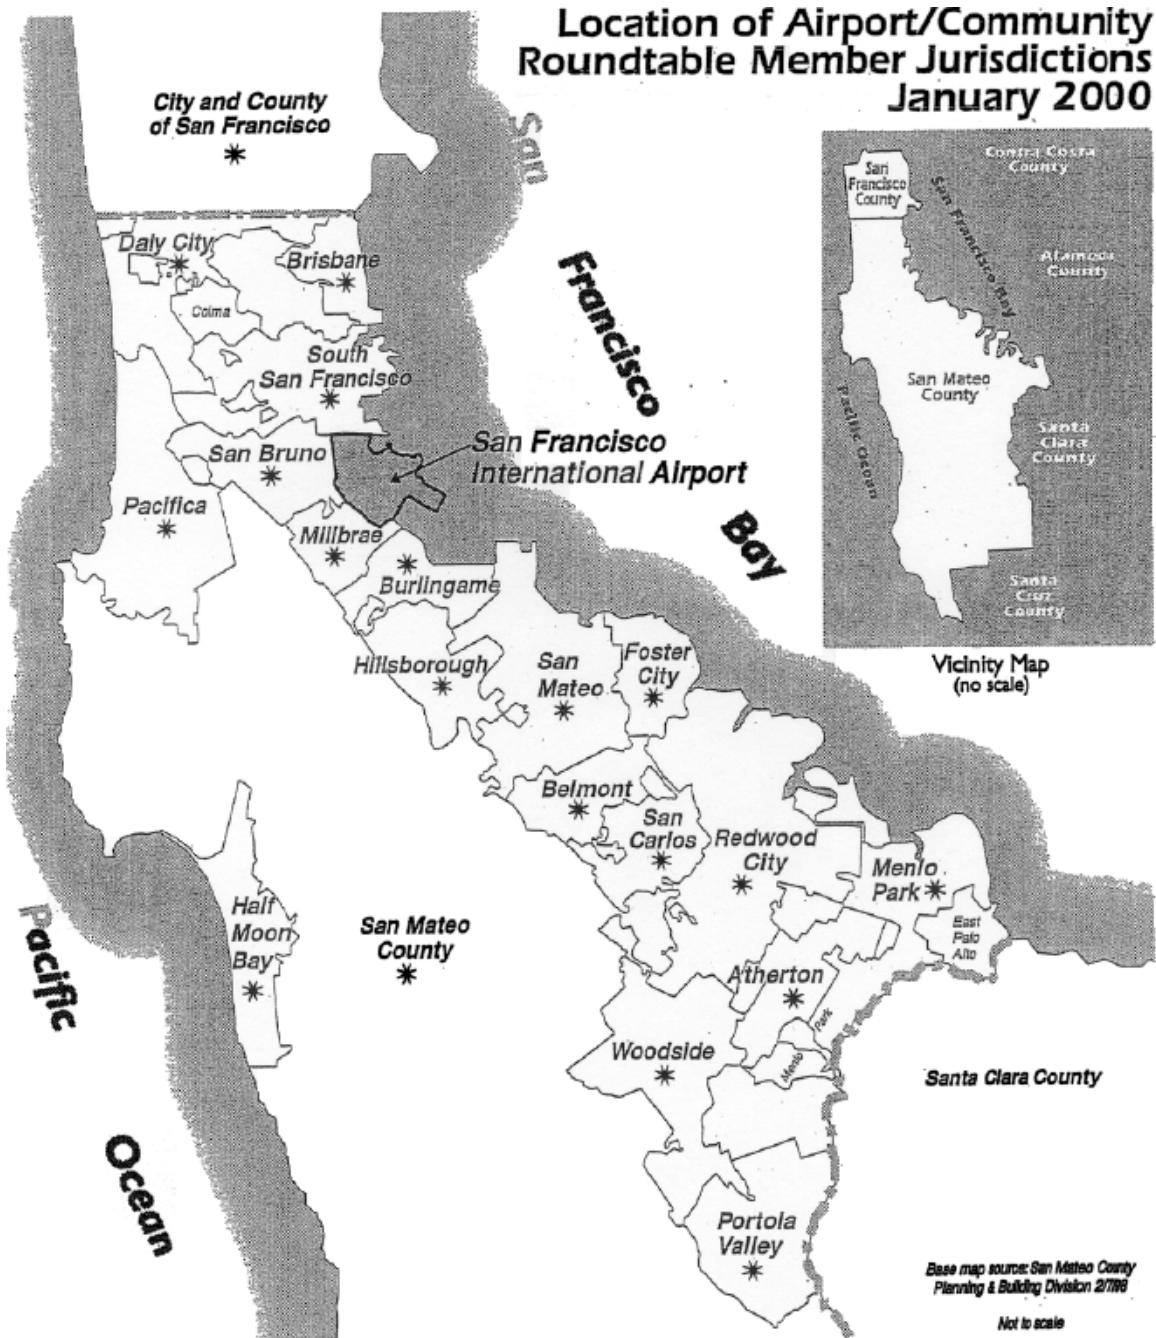 Location of Airport/Community
Roundtable Member Jurisdictions
January 2000
City and County
of San Francisco
San
Francisco
Bay
Contra Costa
County
San
Francisco
County
San Francisco Bay
Alameda
County
San Mateo
County
Pacific Ocean
Santa
Clara
County
Santa
Cruz
County
Vicinity Map
(no scale)
Daly City
Brisbane
Colma
South
San Francisco
San Francisco
International Airport
San Bruno
Pacifica
Millbrae
Burlingame
Hillsborough
San
Mateo
Foster
City
Belmont
San
Carlos
Redwood
City
Menlo
Park
East
Palo
Alto
Half
Moon
Bay
San Mateo
County
Atherton
Park
Menlo
Woodside
Santa Clara County
Portola
Valley
Pacific
Ocean
Base map source: San Mateo County
Planning & Building Division 2/7/98
Not to scale